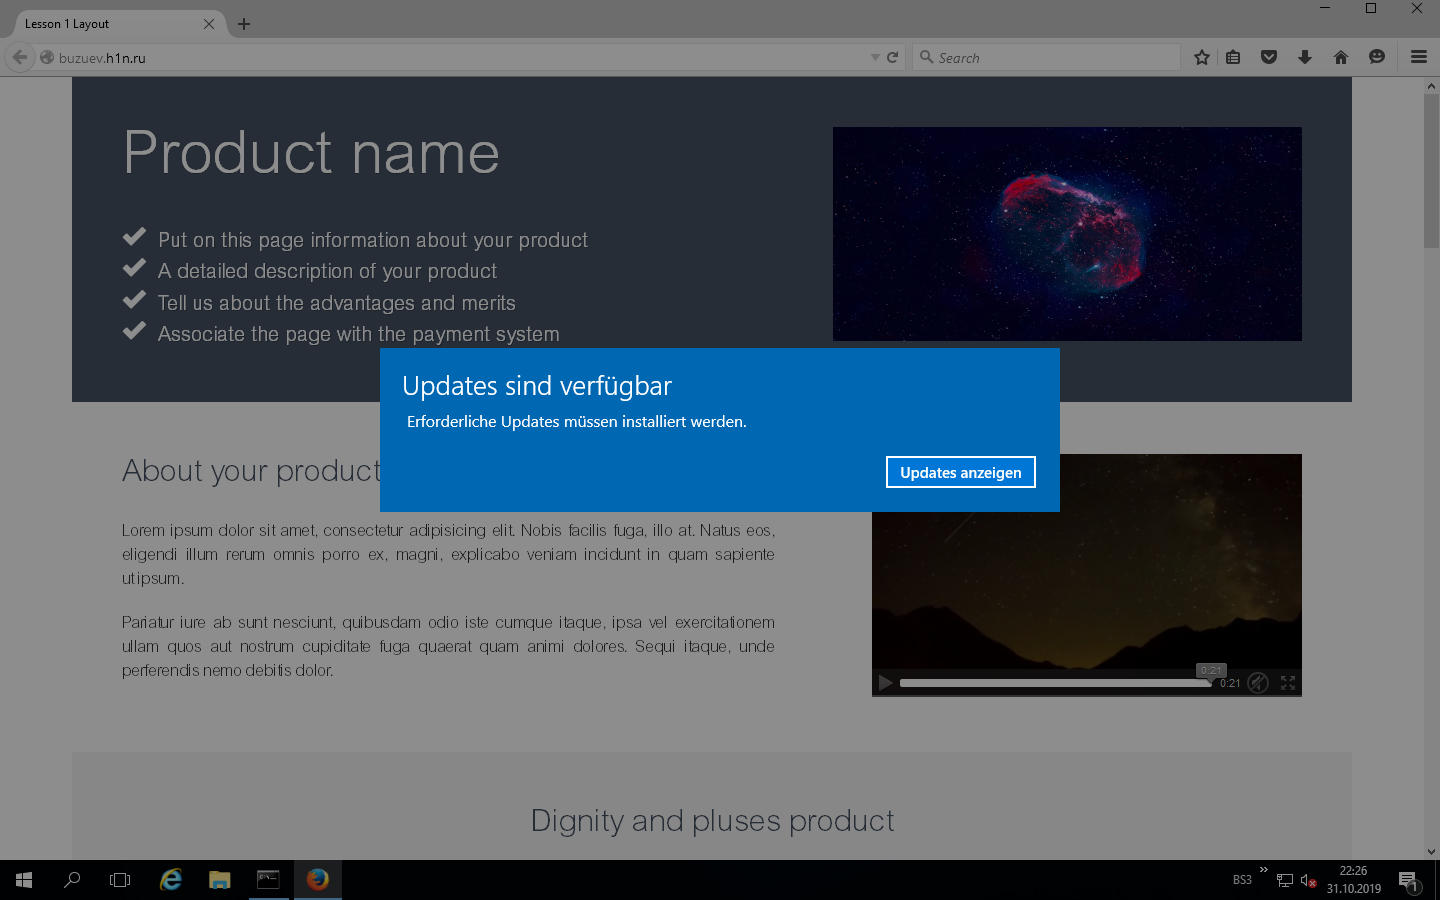 Lesson 1 Layout
buzuev.h1n.ru
Search
Product name
Put on this page information about your product
A detailed description of your product
Tell us about the advantages and merits
Associate the page with the payment system
Updates sind verfügbar
Erforderliche Updates müssen installiert werden.
Updates anzeigen
About your product
Lorem ipsum dolor sit amet, consectetur adipisicing elit. Nobis facilis fuga, illo at. Natus eos,
eligendi illum rerum omnis porro ex, magni, explicabo veniam incidunt in quam sapiente
ut ipsum.
Pariatur iure ab sunt nesciunt, quibusdam odio iste cumque itaque, ipsa vel exercitationem
ullam quos aut nostrum cupiditate fuga quaerat quam animi dolores. Sequi itaque, unde
perferendis nemo debitis dolor.
0:21
0:21
Dignity and pluses product
BS3
22:26
31.10.2019
1